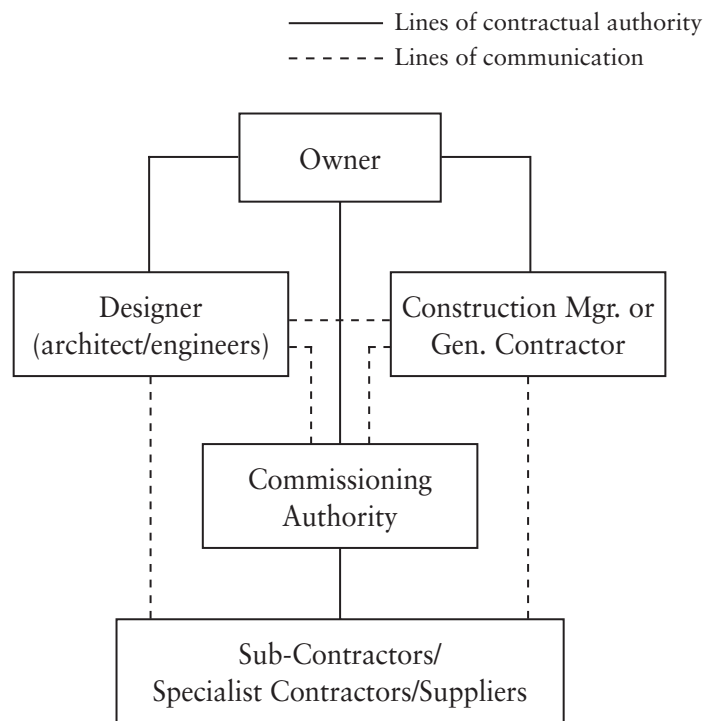 Lines of contractual authority
Lines of communication
Owner
Designer
(architect/engineers)
Construction Mgr. or
Gen. Contractor
Commissioning
Authority
Sub-Contractors/
Specialist Contractors/Suppliers